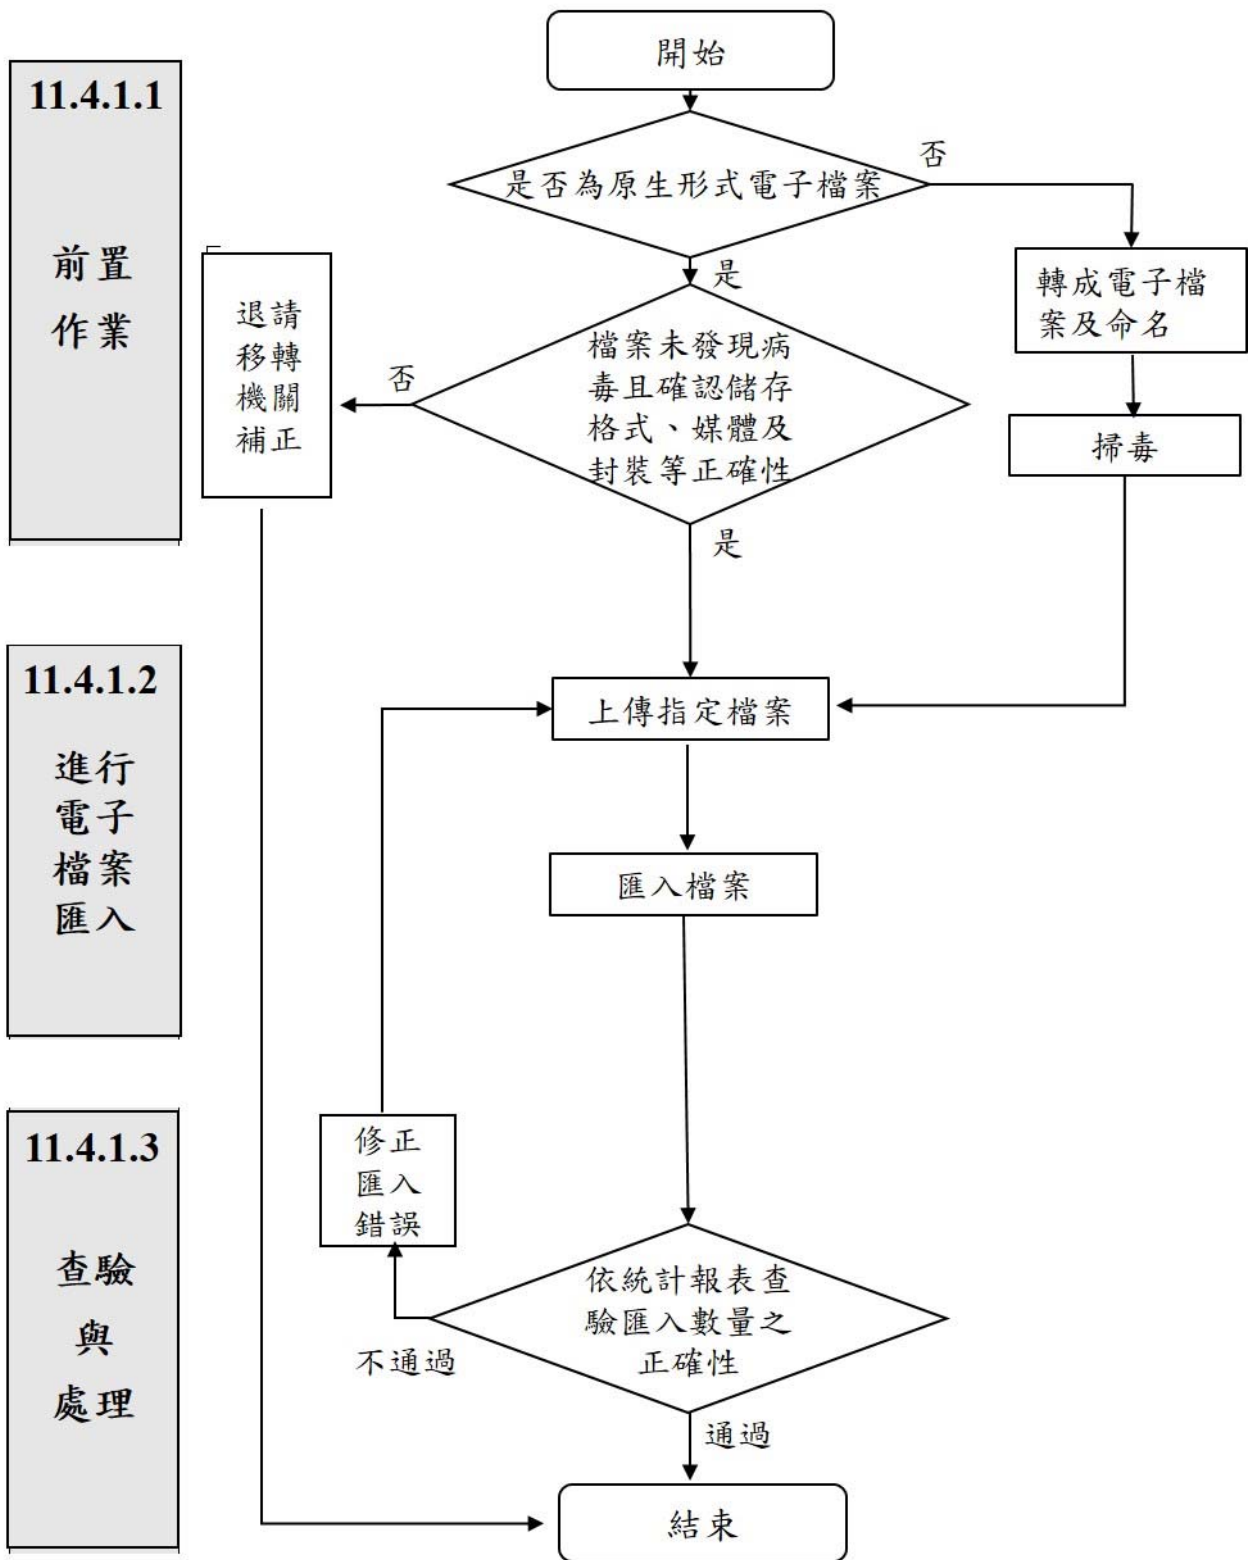 開始
11.4.1.1
前置
作業
是否為原生形式電子檔案
否
是
轉成電子檔
案及命名
掃毒
檔案未發現病
毒且確認儲存
格式、媒體及
封裝等正確性
否
退請
移轉
機關
補正
是
11.4.1.2
進行
電子
檔案
匯入
上傳指定檔案
匯入檔案
11.4.1.3
查驗
與
處理
修正
匯入
錯誤
依統計報表查
驗匯入數量之
正確性
不通過
通過
結束